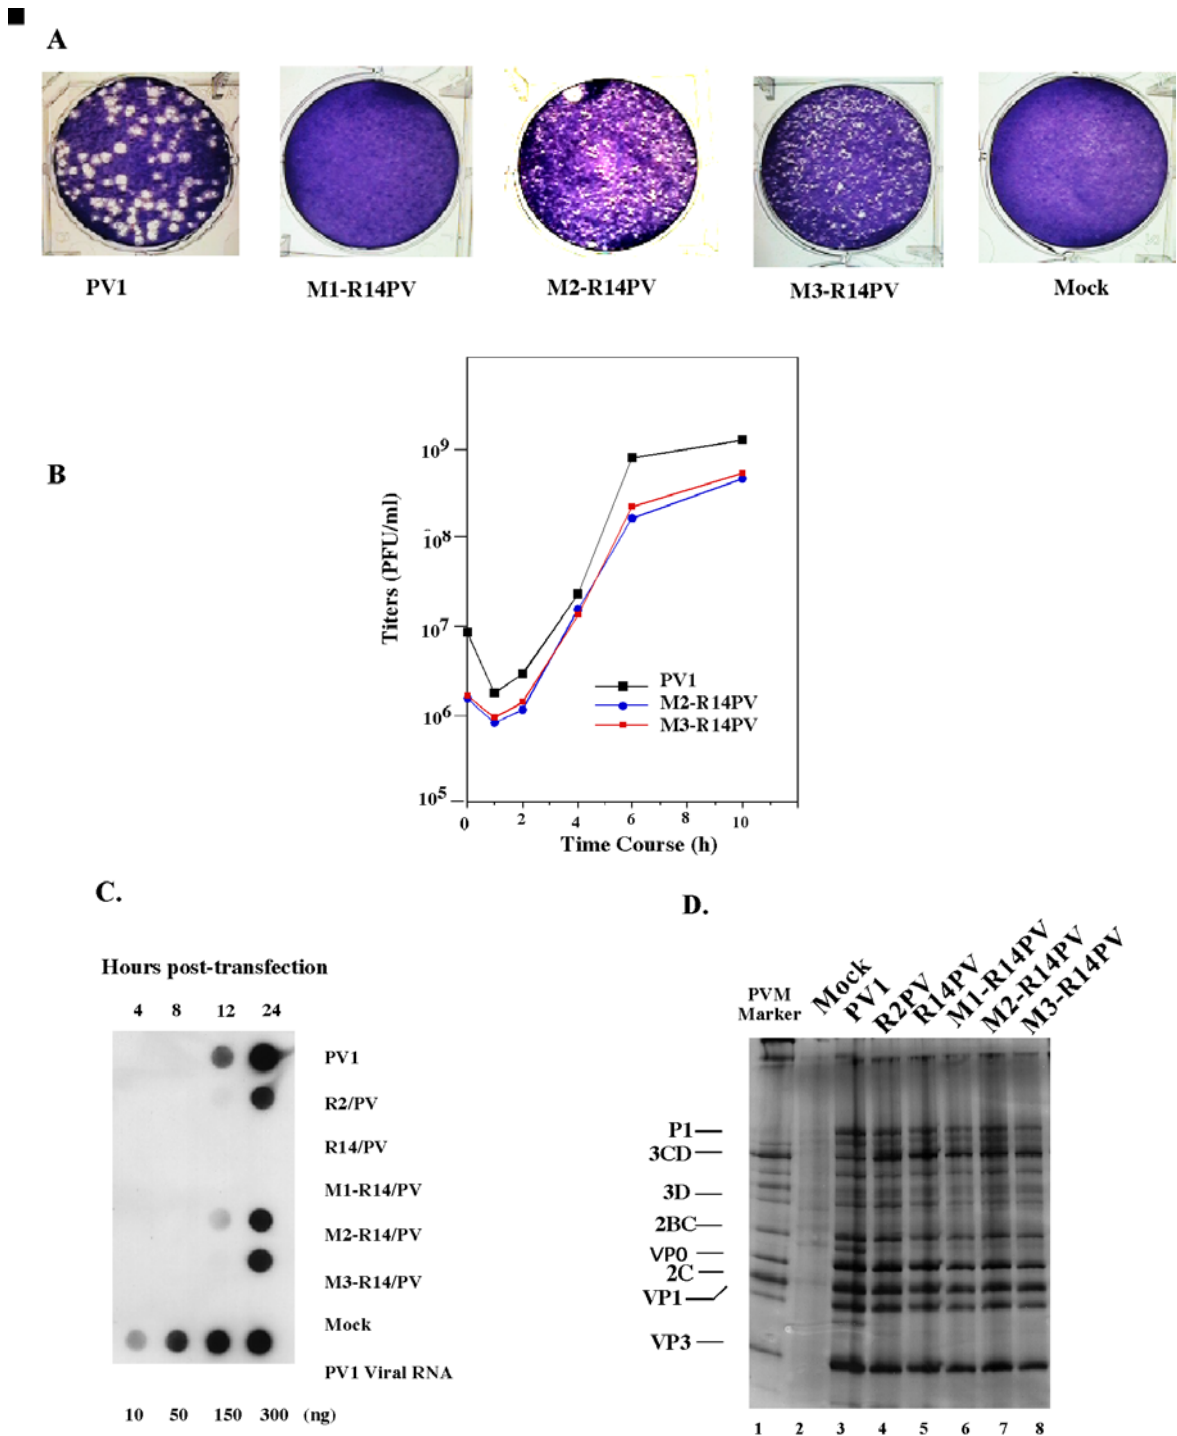 A
PV1
M1-R14PV
M2-R14PV
M3-R14PV
Mock
B
Titers (PFU/ml)
10^9
10^8
10^7
10^6
10^5
PV1
M2-R14PV
M3-R14PV
0 2 4 6 8 10
Time Course (h)
C.
Hours post-transfection
4 8 12 24
PV1
R2/PV
R14/PV
M1-R14/PV
M2-R14/PV
M3-R14/PV
Mock
PV1 Viral RNA
10 50 150 300 (ng)
D.
PVM
Marker
Mock
PV1
R2PV
R14PV
M1-R14PV
M2-R14PV
M3-R14PV
P1
3CD
3D
2BC
VP0
2C
VP1
VP3
1 2 3 4 5 6 7 8